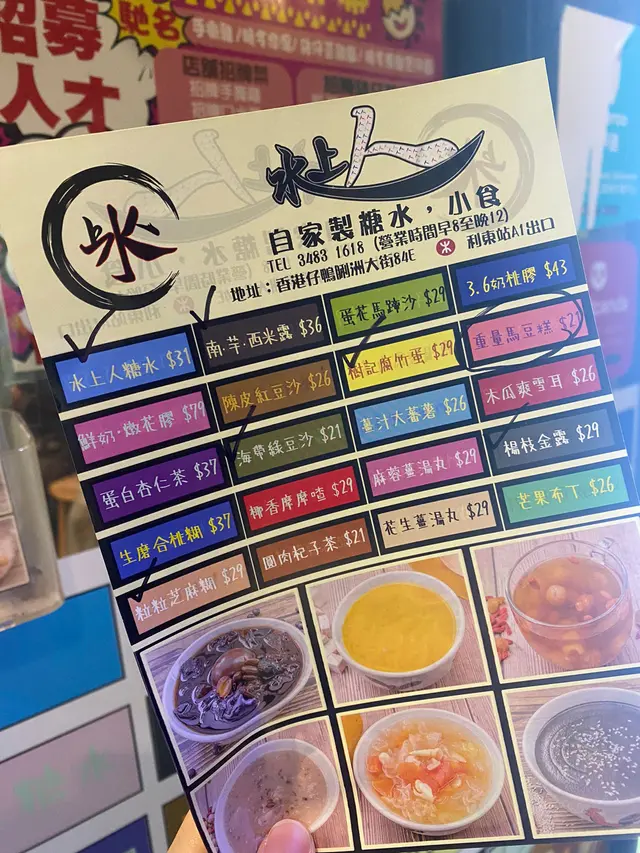 招募
馳名
人才
店舖招牌菜
水上人
自家製糖水，小食
TEL 3483 1618 (營業時間早8至晚12)
地址：香港仔鴨脷洲大街84E 利東站A1出口
水上人糖水 $31
南·芋·西米露 $36
蛋花馬蹄沙 $29
3.6奶桃膠 $43
鮮奶·燉花膠 $79
陳皮紅豆沙 $26
樹記腐竹蛋 $29
重量馬豆糕 $21
蛋白杏仁茶 $37
海帶綠豆沙 $21
薑汁大蕃薯 $26
木瓜爽雪耳 $26
生磨合桃糊 $37
椰香摩摩喳 $29
麻蓉薑湯丸 $29
楊枝金露 $29
粒粒芝麻糊 $29
圓肉杞子茶 $21
花生薑湯丸 $29
芒果布丁 $26